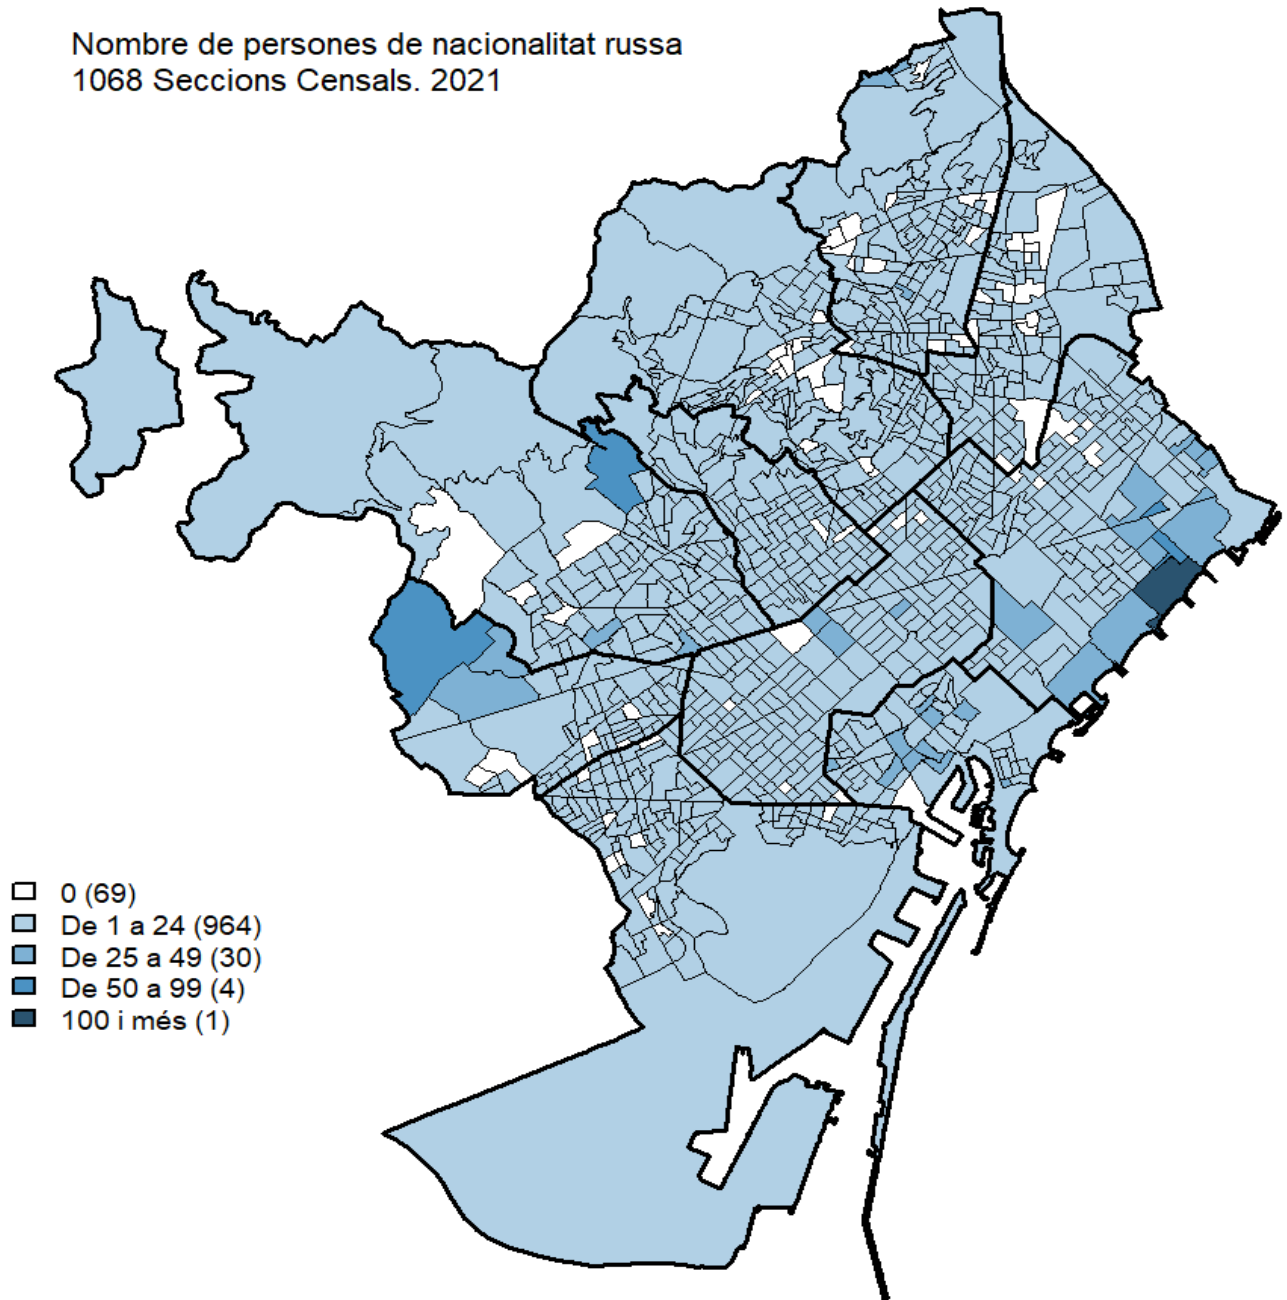 Nombre de persones de nacionalitat russa
1068 Seccions Censals. 2021
0 (69)
De 1 a 24 (964)
De 25 a 49 (30)
De 50 a 99 (4)
100 i més (1)